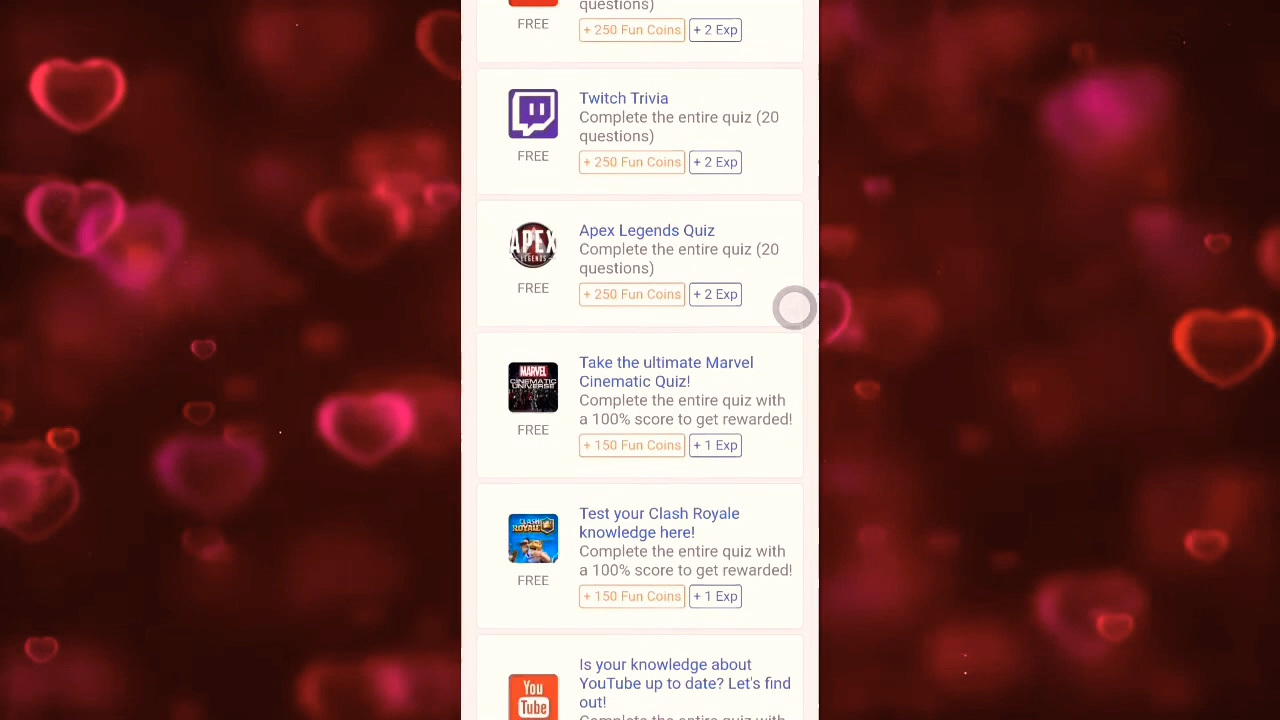 questions)
FREE
+ 250 Fun Coins + 2 Exp
Twitch Trivia
Complete the entire quiz (20
questions)
FREE
+ 250 Fun Coins + 2 Exp
APEX
LEGENDS
Apex Legends Quiz
Complete the entire quiz (20
questions)
FREE
+ 250 Fun Coins + 2 Exp
MARVEL
CINEMATIC
UNIVERSE
Take the ultimate Marvel
Cinematic Quiz!
Complete the entire quiz with
a 100% score to get rewarded!
FREE
+ 150 Fun Coins + 1 Exp
CLASH
ROYALE
Test your Clash Royale
knowledge here!
Complete the entire quiz with
a 100% score to get rewarded!
FREE
+ 150 Fun Coins + 1 Exp
You
Tube
Is your knowledge about
YouTube up to date? Let's find
out!
Complete the entire quiz with